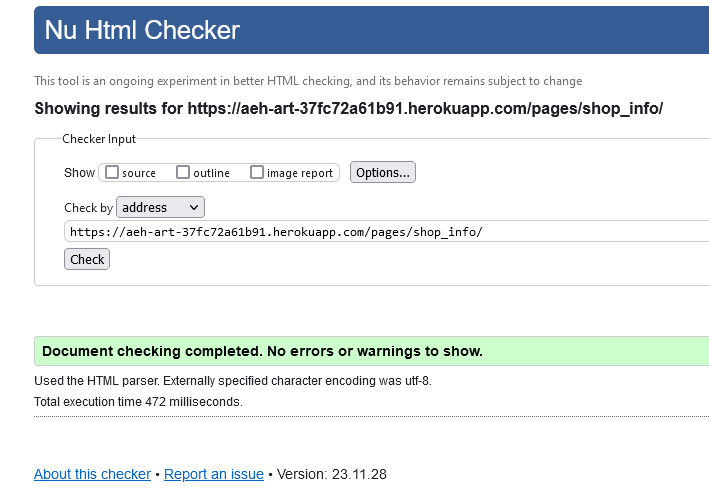 Nu Html Checker
This tool is an ongoing experiment in better HTML checking, and its behavior remains subject to change
Showing results for https://aeh-art-37fc72a61b91.herokuapp.com/pages/shop_info/
Checker Input
Show source outline image report Options...
Check by address
https://aeh-art-37fc72a61b91.herokuapp.com/pages/shop_info/
Check
Document checking completed. No errors or warnings to show.
Used the HTML parser. Externally specified character encoding was utf-8.
Total execution time 472 milliseconds.
About this checker • Report an issue • Version: 23.11.28